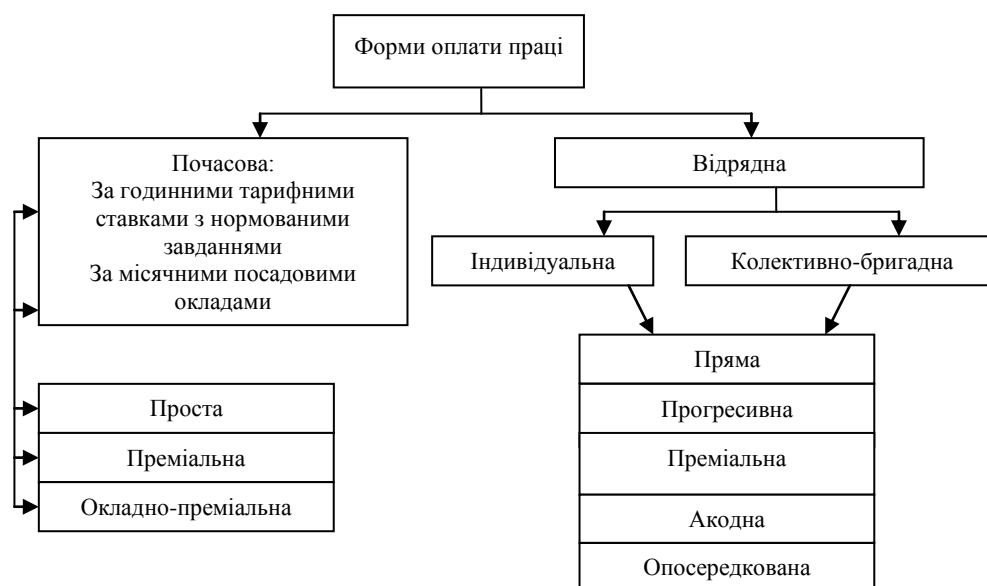 Форми оплати праці
Почасова:
За годинними тарифними
ставками з нормованими
завданнями
За місячними посадовими
окладами
Відрядна
Індивідуальна
Колективно-бригадна
Проста
Преміальна
Окладно-преміальна
Пряма
Прогресивна
Преміальна
Акодна
Опосередкована